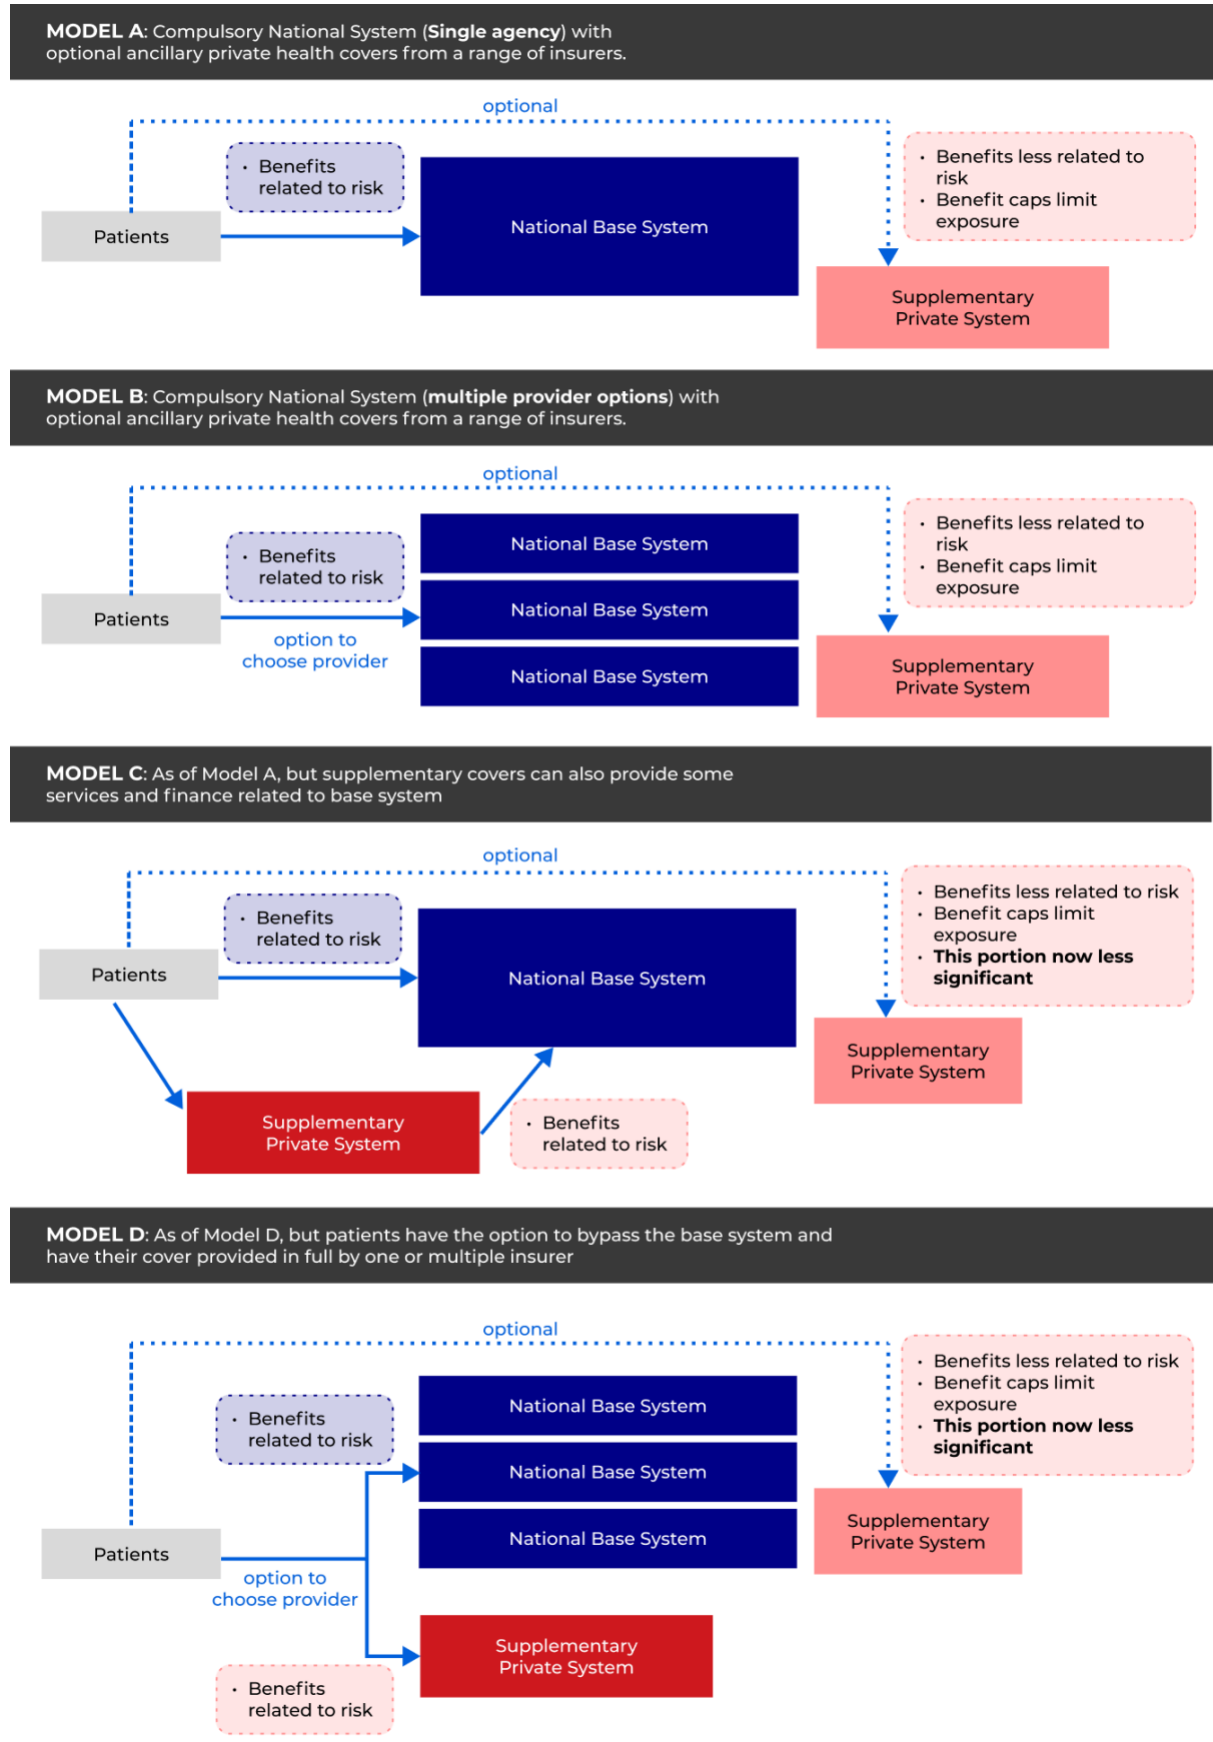 MODEL A: Compulsory National System (Single agency) with
optional ancillary private health covers from a range of insurers.
optional
• Benefits
related to risk
• Benefits less related to
risk
• Benefit caps limit
exposure
Patients
National Base System
Supplementary
Private System
MODEL B: Compulsory National System (multiple provider options) with
optional ancillary private health covers from a range of insurers.
optional
• Benefits
related to risk
• Benefits less related to
risk
• Benefit caps limit
exposure
Patients
option to
choose provider
National Base System
National Base System
National Base System
Supplementary
Private System
MODEL C: As of Model A, but supplementary covers can also provide some
services and finance related to base system
optional
• Benefits
related to risk
• Benefits less related to risk
• Benefit caps limit
exposure
• This portion now less
significant
Patients
National Base System
Supplementary
Private System
Supplementary
Private System
• Benefits
related to risk
MODEL D: As of Model D, but patients have the option to bypass the base system and
have their cover provided in full by one or multiple insurer
optional
• Benefits less related to risk
• Benefit caps limit
exposure
• This portion now less
significant
• Benefits
related to risk
National Base System
National Base System
National Base System
Supplementary
Private System
Patients
option to
choose provider
Supplementary
Private System
• Benefits
related to risk